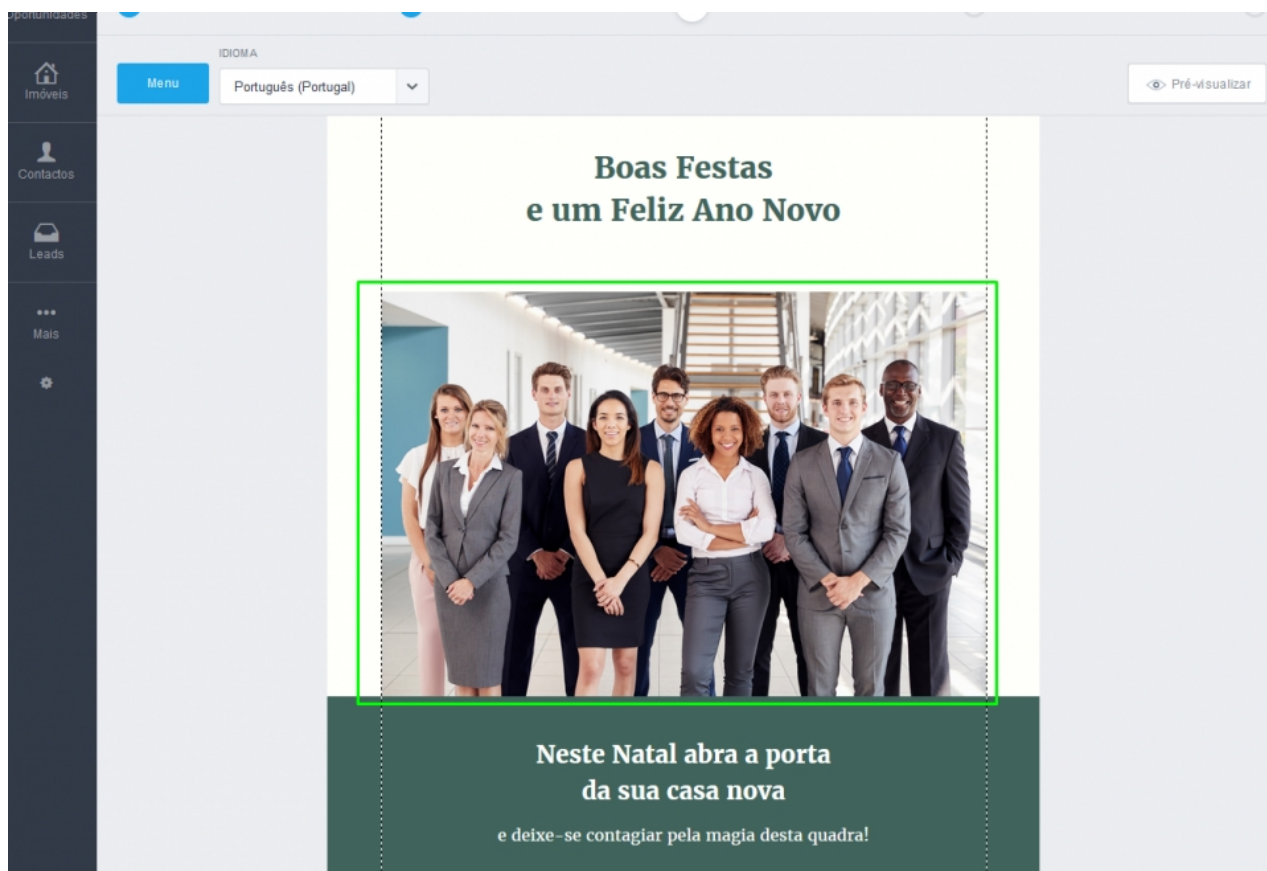 Oportunidades
IDIOMA
Imóveis
Menu
Português (Portugal)
Pré-visualizar
Contactos
Leads
Mais
Boas Festas
e um Feliz Ano Novo
Neste Natal abra a porta
da sua casa nova
e deixe-se contagiar pela magia desta quadra!